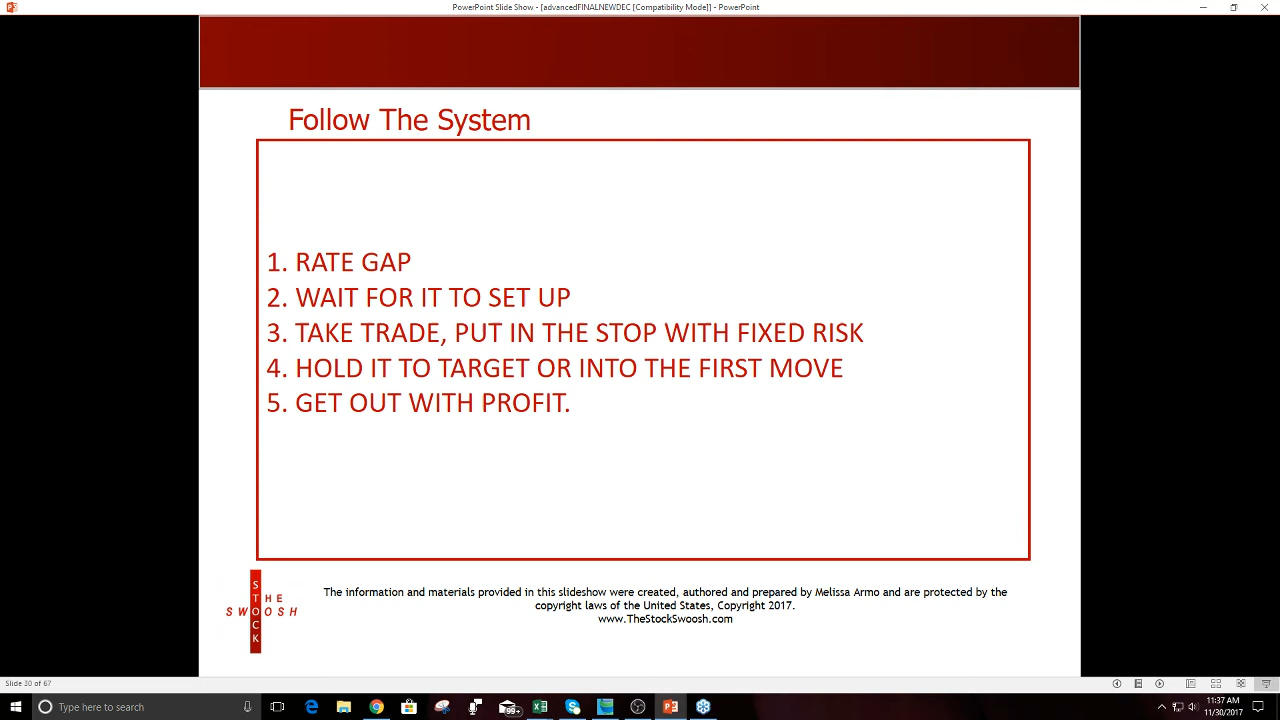 PowerPoint Slide Show - [advancedFINALNEWDEC [Compatibility Mode]] - PowerPoint
Follow The System
1. RATE GAP
2. WAIT FOR IT TO SET UP
3. TAKE TRADE, PUT IN THE STOP WITH FIXED RISK
4. HOLD IT TO TARGET OR INTO THE FIRST MOVE
5. GET OUT WITH PROFIT.
THE
STOCK
SWOOSH
The information and materials provided in this slideshow were created, authored and prepared by Melissa Armo and are protected by the
copyright laws of the United States, Copyright 2017.
www.TheStockSwoosh.com
Slide 30 of 67
Type here to search
99+
11:37 AM
11/30/2017